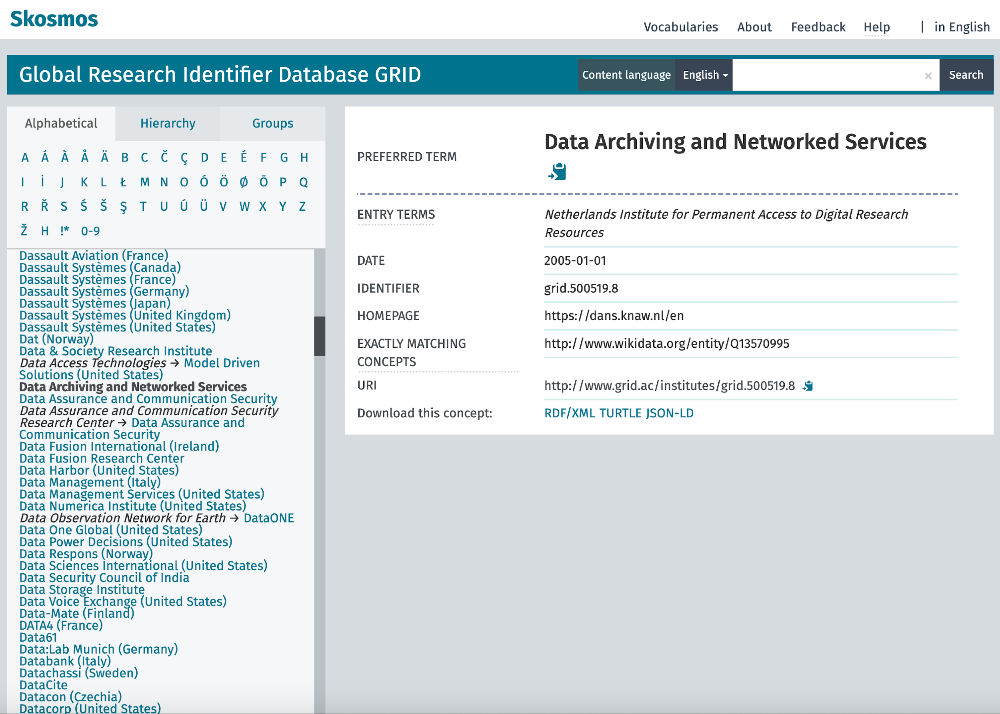 Skosmos
Vocabularies About Feedback Help | in English
Global Research Identifier Database GRID
Content language English × Search
Alphabetical Hierarchy Groups
A Á À Å Ä B C Č Ç D E É F G H
I İ J K L Ł M N O Ó Ö Ø Ō P Q
R Ř S Ś Š Ş T U Ú Ü V W X Y Z
Ž Η !* 0-9
Dassault Aviation (France)
Dassault Systèmes (Canada)
Dassault Systèmes (France)
Dassault Systèmes (Germany)
Dassault Systèmes (Japan)
Dassault Systèmes (United Kingdom)
Dassault Systèmes (United States)
Dat (Norway)
Data & Society Research Institute
Data Access Technologies → Model Driven
Solutions (United States)
Data Archiving and Networked Services
Data Assurance and Communication Security
Data Assurance and Communication Security
Research Center → Data Assurance and
Communication Security
Data Fusion International (Ireland)
Data Fusion Research Center
Data Harbor (United States)
Data Management (Italy)
Data Management Services (United States)
Data Numerica Institute (United States)
Data Observation Network for Earth → DataONE
Data One Global (United States)
Data Power Decisions (United States)
Data Respons (Norway)
Data Sciences International (United States)
Data Security Council of India
Data Storage Institute
Data Voice Exchange (United States)
Data-Mate (Finland)
DATA4 (France)
Data61
Data:Lab Munich (Germany)
Databank (Italy)
Datachassi (Sweden)
DataCite
Datacon (Czechia)
Datacorp (United States)
PREFERRED TERM
Data Archiving and Networked Services
ENTRY TERMS
Netherlands Institute for Permanent Access to Digital Research
Resources
DATE
2005-01-01
IDENTIFIER
grid.500519.8
HOMEPAGE
https://dans.knaw.nl/en
EXACTLY MATCHING
CONCEPTS
http://www.wikidata.org/entity/Q13570995
URI
http://www.grid.ac/institutes/grid.500519.8
Download this concept:
RDF/XML TURTLE JSON-LD